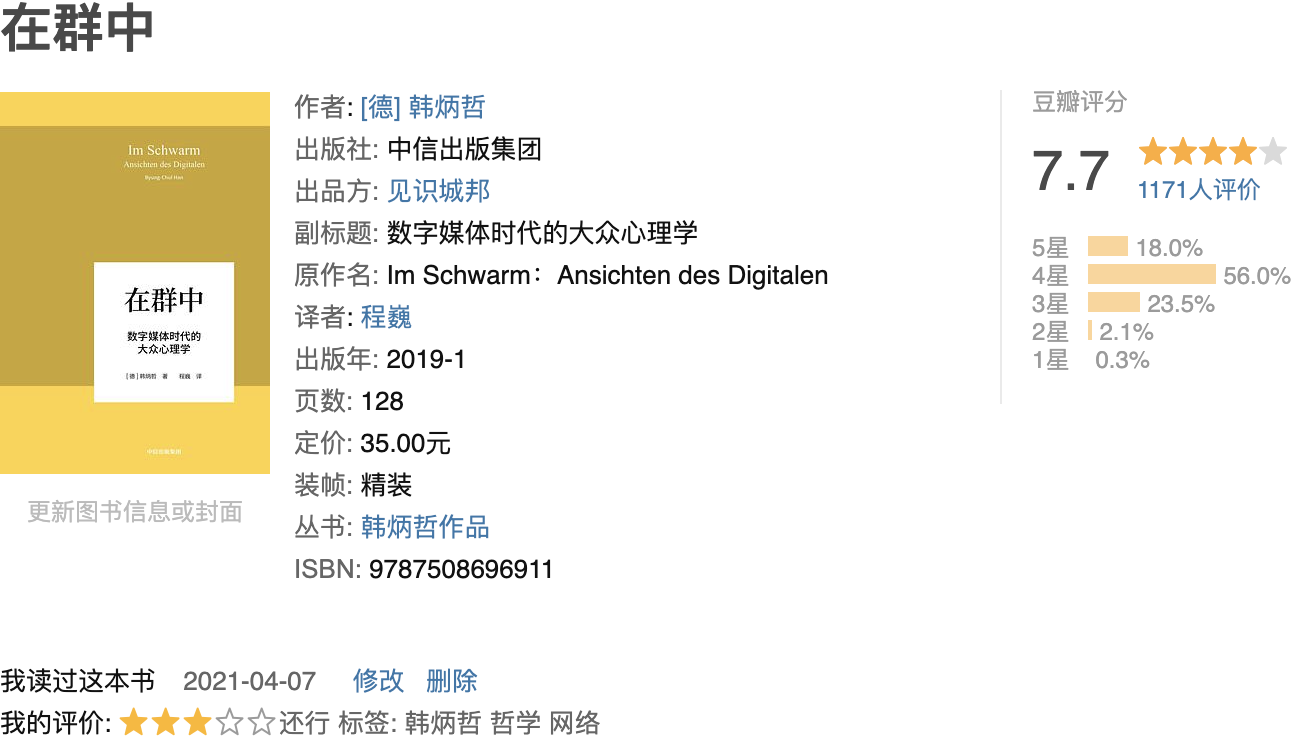 在群中
Im Schwarm
Ansichten des Digitalen
Byung-Chul Han
在群中
数字媒体时代的
大众心理学
[德]韩炳哲 著 程巍 译
中信出版集团
更新图书信息或封面
作者: [德] 韩炳哲
出版社: 中信出版集团
出品方: 见识城邦
副标题: 数字媒体时代的大众心理学
原作名: Im Schwarm：Ansichten des Digitalen
译者: 程巍
出版年: 2019-1
页数: 128
定价: 35.00元
装帧: 精装
丛书: 韩炳哲作品
ISBN: 9787508696911
豆瓣评分
7.7
1171人评价
5星 18.0%
4星 56.0%
3星 23.5%
2星 2.1%
1星 0.3%
我读过这本书 2021-04-07 修改 删除
我的评价: 还行 标签: 韩炳哲 哲学 网络